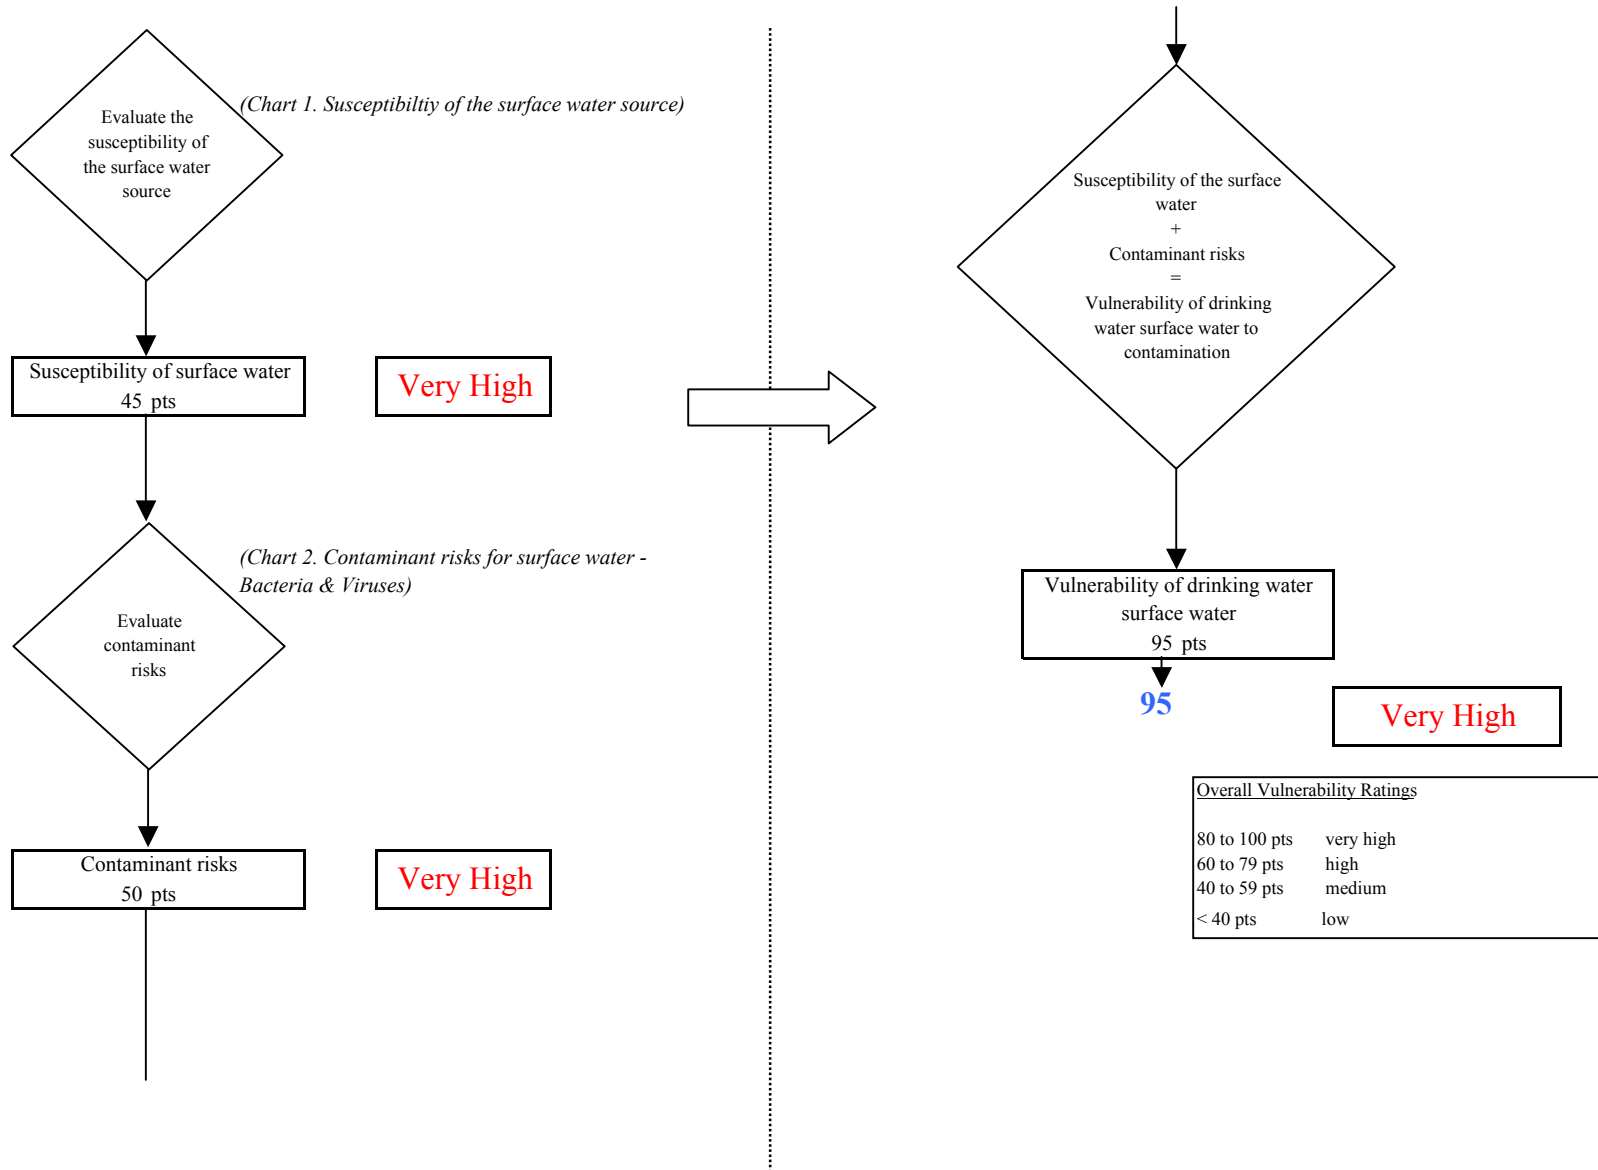 Evaluate the
susceptibility of
the surface water
source
(Chart 1. Susceptibiltiy of the surface water source)
Susceptibility of surface water
45 pts
Very High
(Chart 2. Contaminant risks for surface water -
Bacteria & Viruses)
Evaluate
contaminant
risks
Contaminant risks
50 pts
Very High
Susceptibility of the surface
water
+
Contaminant risks
=
Vulnerability of drinking
water surface water to
contamination
Vulnerability of drinking water
surface water
95 pts
95
Very High
Overall Vulnerability Ratings
80 to 100 pts very high
60 to 79 pts high
40 to 59 pts medium
< 40 pts low